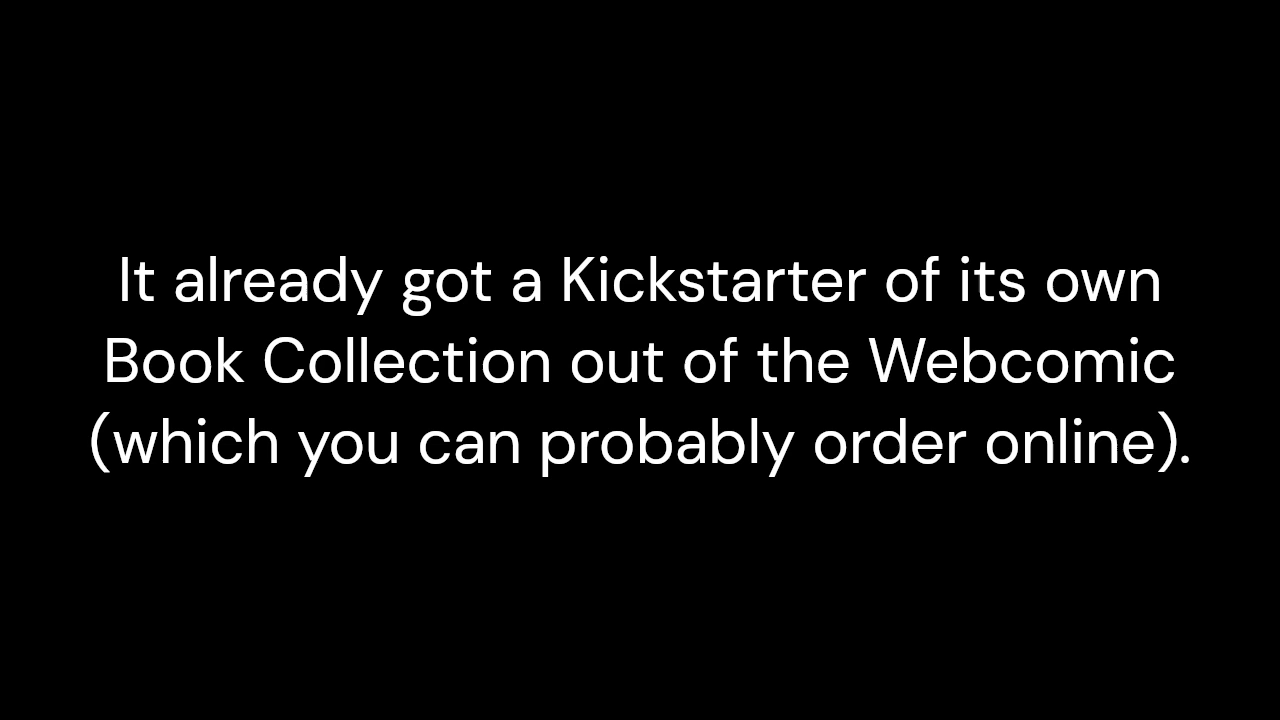 It already got a Kickstarter of its own
Book Collection out of the Webcomic
(which you can probably order online).